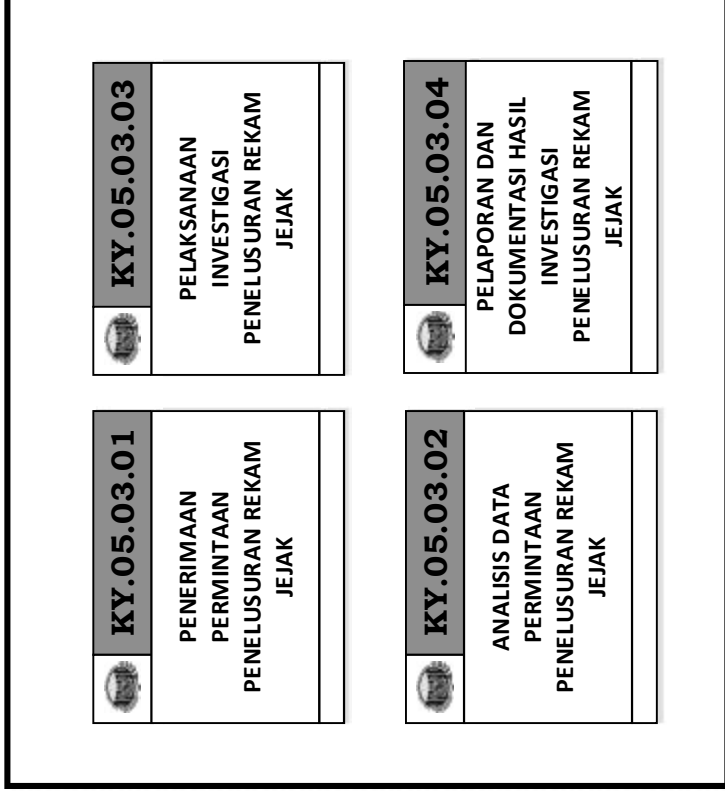 KY.05.03.01
PENERIMAAN
PERMINTAAN
PENELUSURAN REKAM
JEJAK
KY.05.03.03
PELAKSANAAN
INVESTIGASI
PENELUSURAN REKAM
JEJAK
KY.05.03.02
ANALISIS DATA
PERMINTAAN
PENELUSURAN REKAM
JEJAK
KY.05.03.04
PELAPORAN DAN
DOKUMENTASI HASIL
INVESTIGASI
PENELUSURAN REKAM
JEJAK